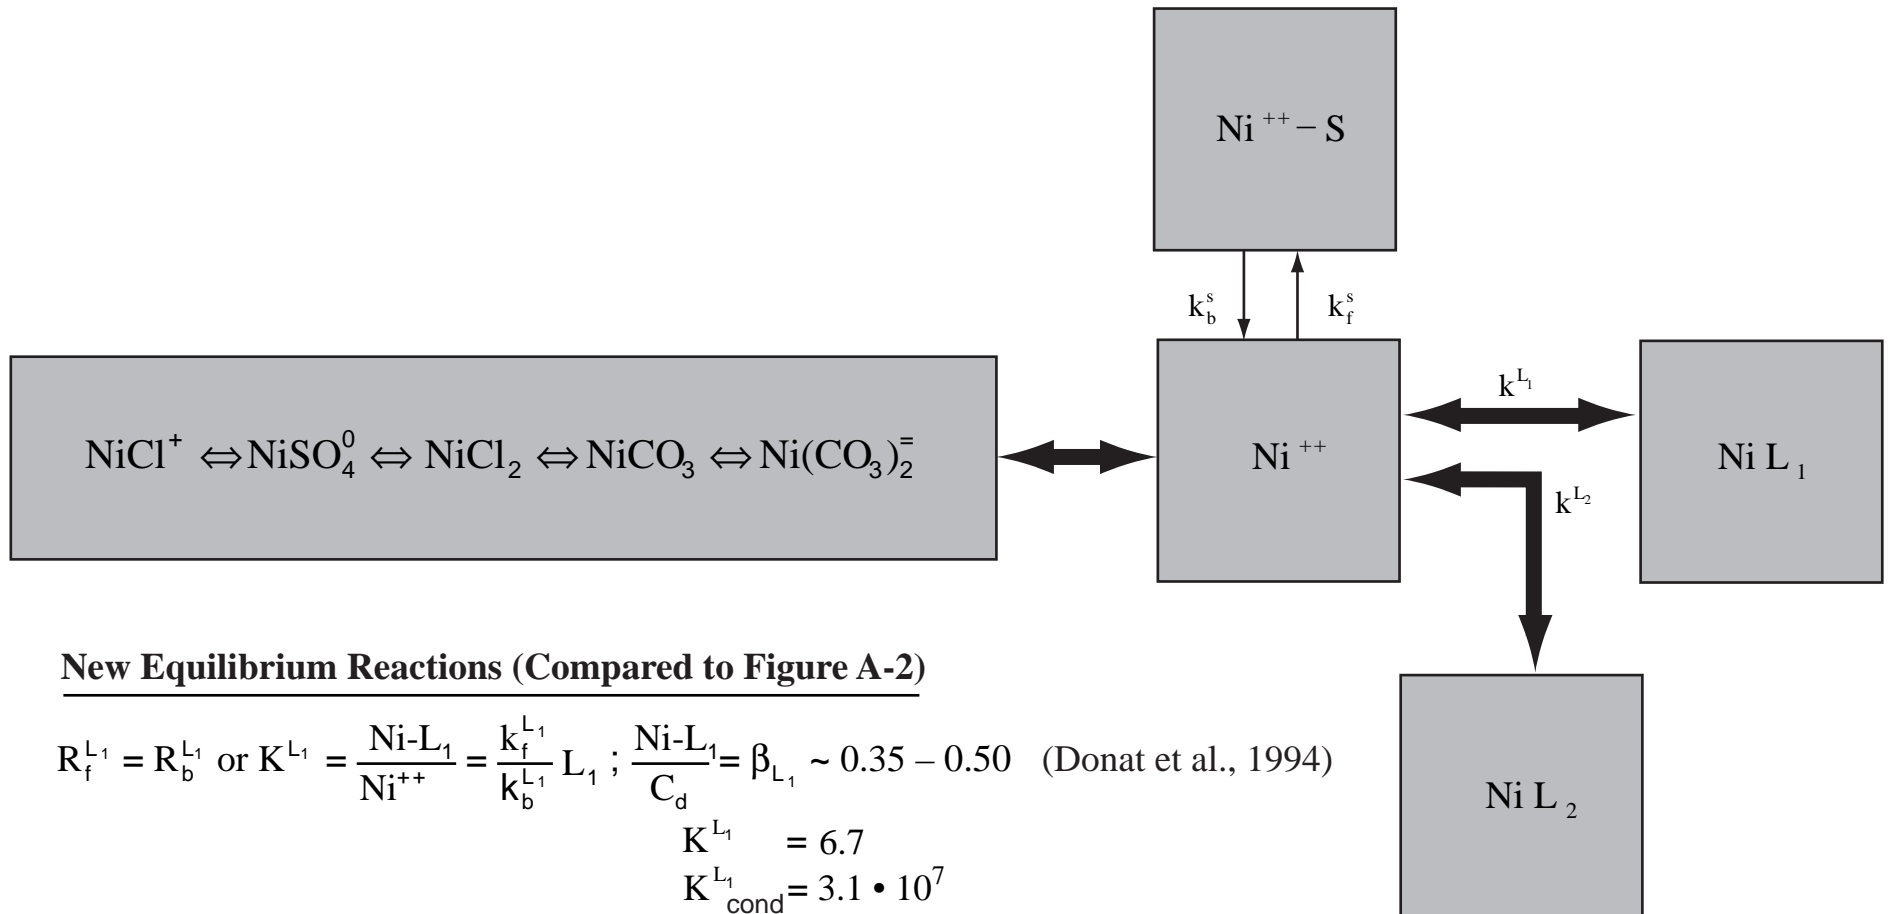 Ni ⁺⁺ – S
k_b^s
k_f^s
NiCl⁺ ⇔ NiSO₄⁰ ⇔ NiCl₂ ⇔ NiCO₃ ⇔ Ni(CO₃)₂⁼
Ni ⁺⁺
k^L₁
Ni L ₁
k^L₂
New Equilibrium Reactions (Compared to Figure A-2)
R_f^L₁ = R_b^L₁ or K^L₁ = Ni-L₁ / Ni⁺⁺ = k_f^L₁ / k_b^L₁ L₁ ; Ni-L₁ / C_d = β_L₁ ~ 0.35 – 0.50 (Donat et al., 1994)
K^L₁ = 6.7
K^L₁_cond = 3.1 • 10⁷
Ni L ₂